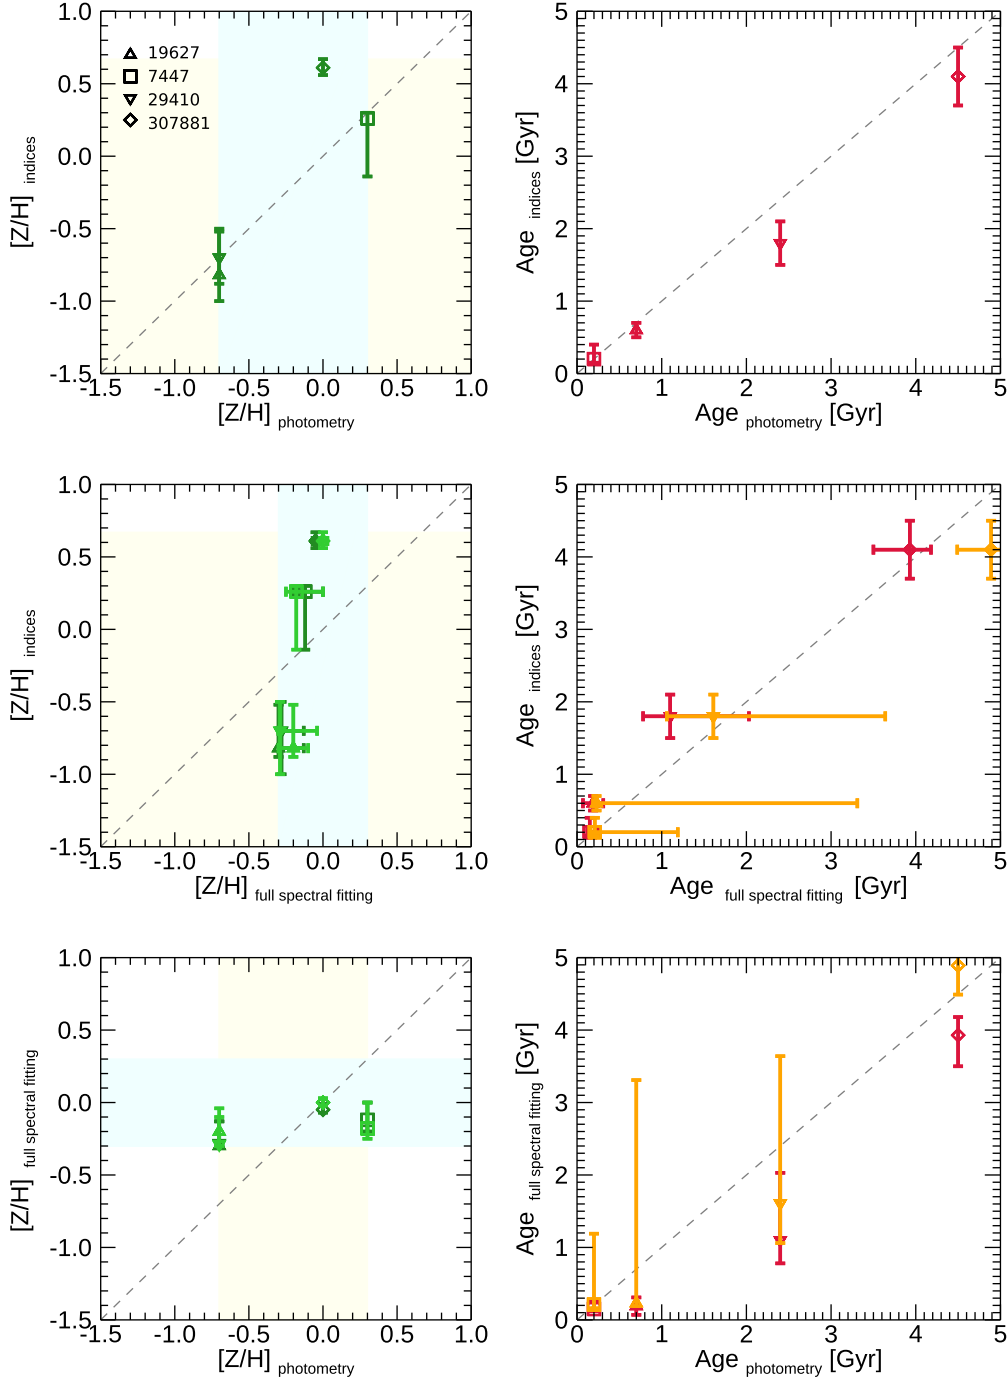 1.0
0.5
0.0
-0.5
-1.0
-1.5
[Z/H] indices
19627
7447
29410
307881
-1.5 -1.0 -0.5 0.0 0.5 1.0
[Z/H] photometry
5
4
3
2
1
0
Age indices [Gyr]
0 1 2 3 4 5
Age photometry [Gyr]
1.0
0.5
0.0
-0.5
-1.0
-1.5
[Z/H] indices
-1.5 -1.0 -0.5 0.0 0.5 1.0
[Z/H] full spectral fitting
5
4
3
2
1
0
Age indices [Gyr]
0 1 2 3 4 5
Age full spectral fitting [Gyr]
1.0
0.5
0.0
-0.5
-1.0
-1.5
[Z/H] full spectral fitting
-1.5 -1.0 -0.5 0.0 0.5 1.0
[Z/H] photometry
5
4
3
2
1
0
Age full spectral fitting [Gyr]
0 1 2 3 4 5
Age photometry [Gyr]